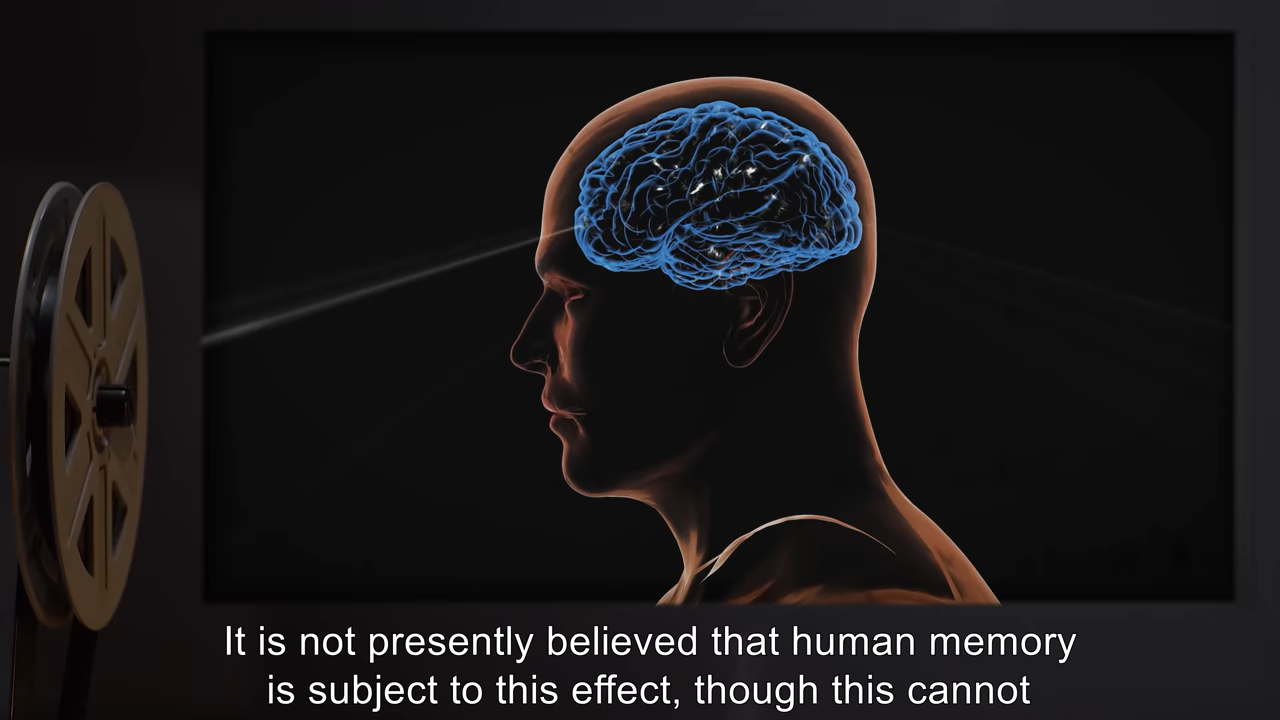 It is not presently believed that human memory
is subject to this effect, though this cannot